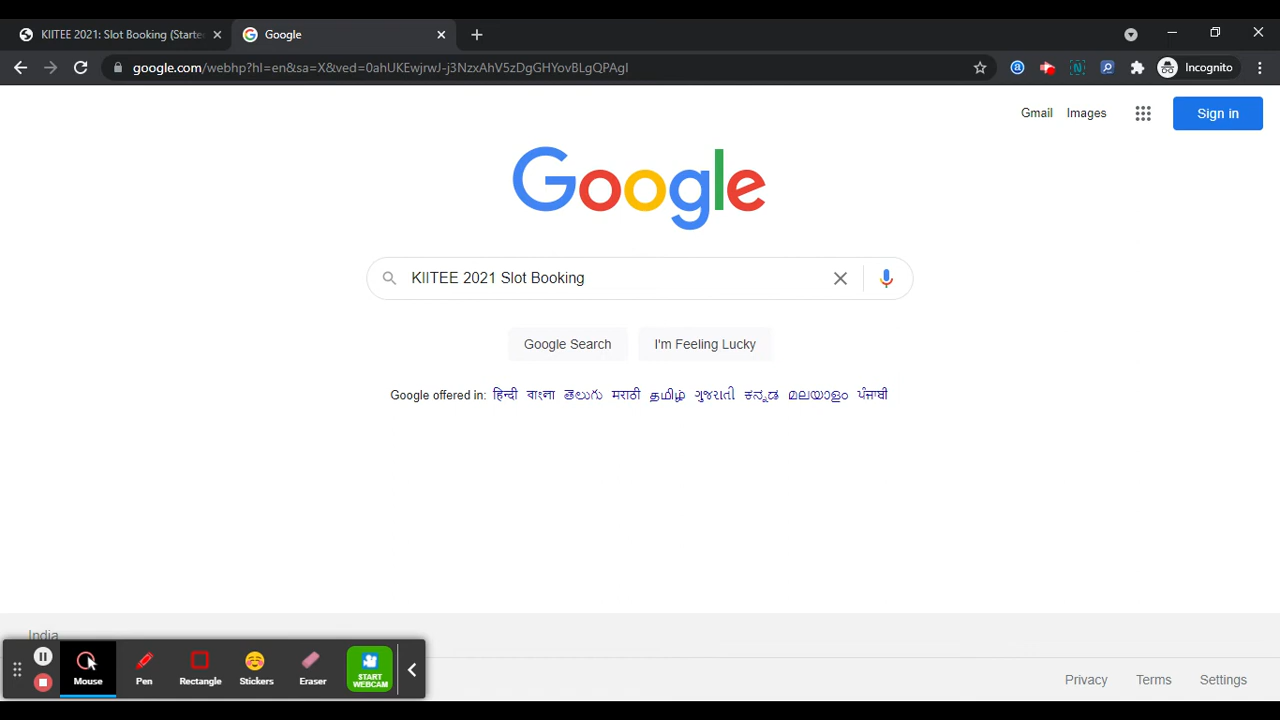 KIITEE 2021: Slot Booking (Starte
Google
google.com/webhp?hl=en&sa=X&ved=0ahUKEwjrwJ-j3NzxAhV5zDgGHYovBLgQPAgI
Incognito
Gmail Images Sign in
Google
KIITEE 2021 Slot Booking
Google Search I'm Feeling Lucky
Google offered in: हिन्दी বাংলা తెలుగు मराठी தமிழ் ગુજરાતી ಕನ್ನಡ മലയാളം ਪੰਜਾਬੀ
India
Mouse Pen Rectangle Stickers Eraser START WEBCAM
Privacy Terms Settings